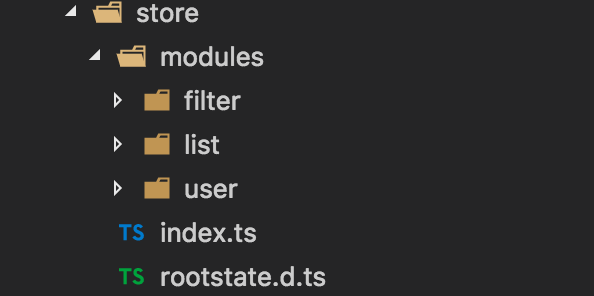 store
modules
filter
list
user
TS index.ts
TS rootstate.d.ts